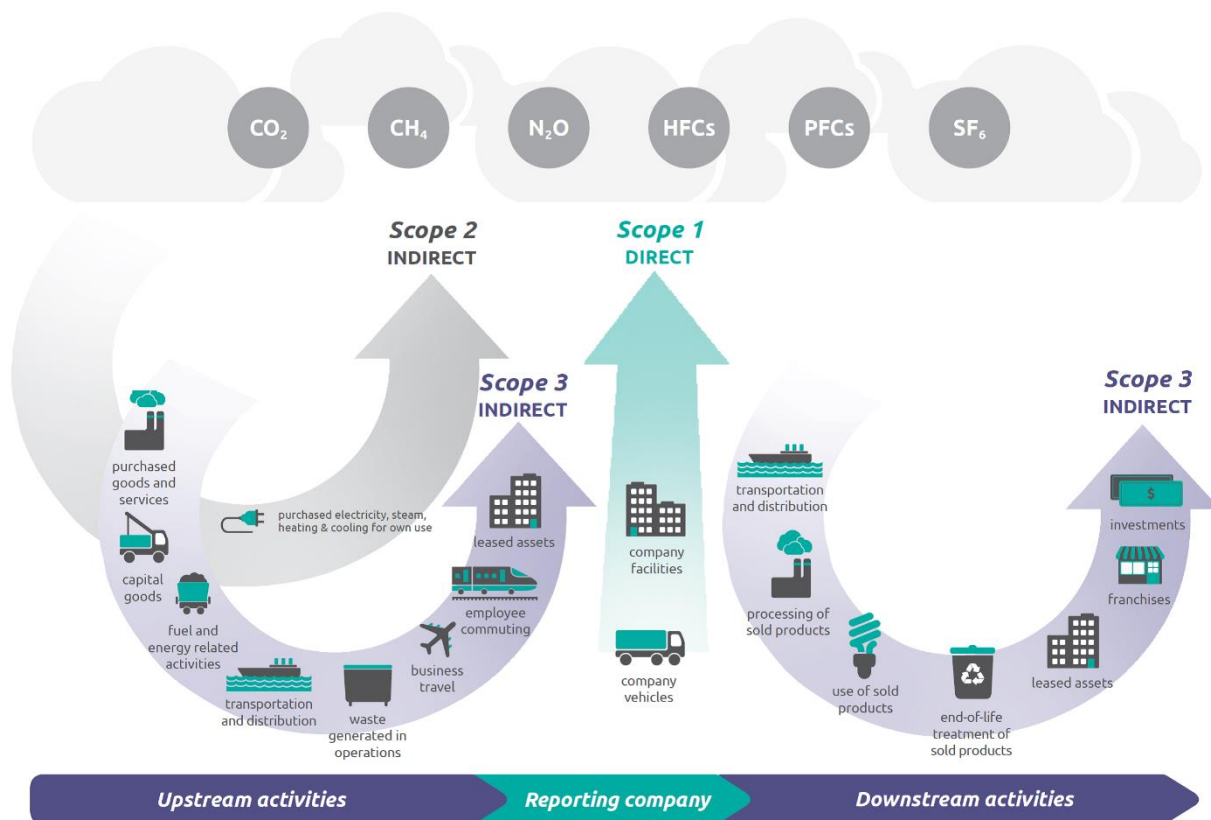 CO₂
CH₄
N₂O
HFCs
PFCs
SF₆
Scope 2
INDIRECT
Scope 1
DIRECT
Scope 3
INDIRECT
Scope 3
INDIRECT
purchased
goods and
services
capital
goods
fuel and
energy related
activities
transportation
and distribution
waste
generated in
operations
business
travel
employee
commuting
leased assets
purchased electricity, steam,
heating & cooling for own use
company
facilities
company
vehicles
transportation
and distribution
processing of
sold products
use of sold
products
end-of-life
treatment of
sold products
leased assets
franchises
$
investments
Upstream activities
Reporting company
Downstream activities